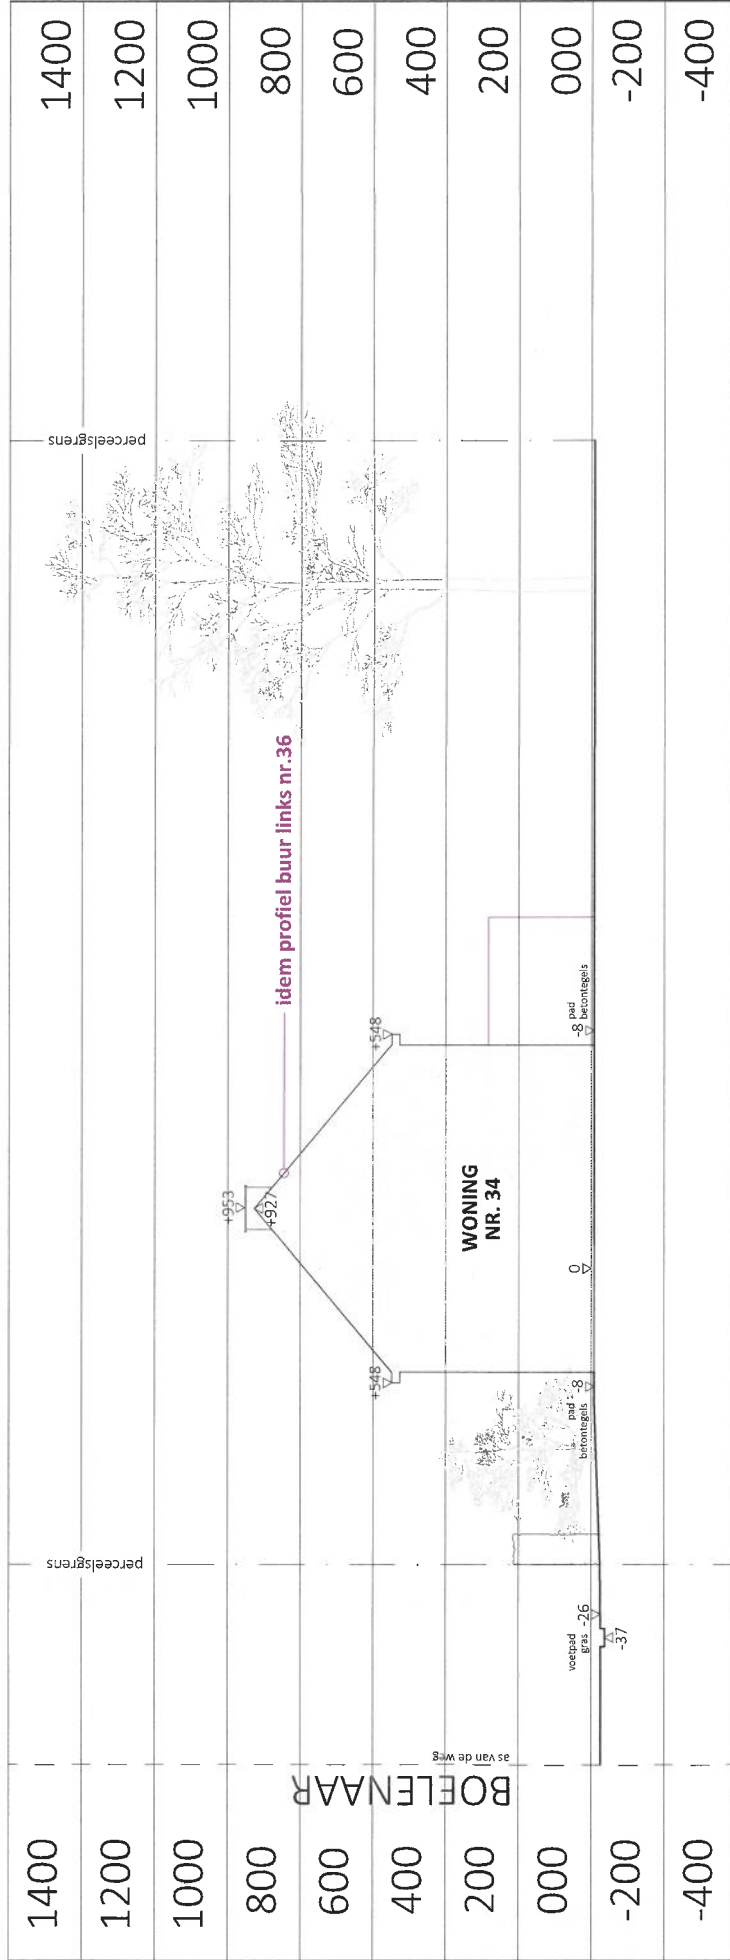 1400
1200
1000
800
600
400
200
000
-200
-400
BOELENAAR
as van de weg
voetpad
gras
-26
-37
perceelsgrens
pad
betontegels
-8
+548
0
WONING
NR. 34
+953
+927
idem profiel buur links nr.36
+548
pad
betontegels
-8
perceelsgrens
1400
1200
1000
800
600
400
200
000
-200
-400